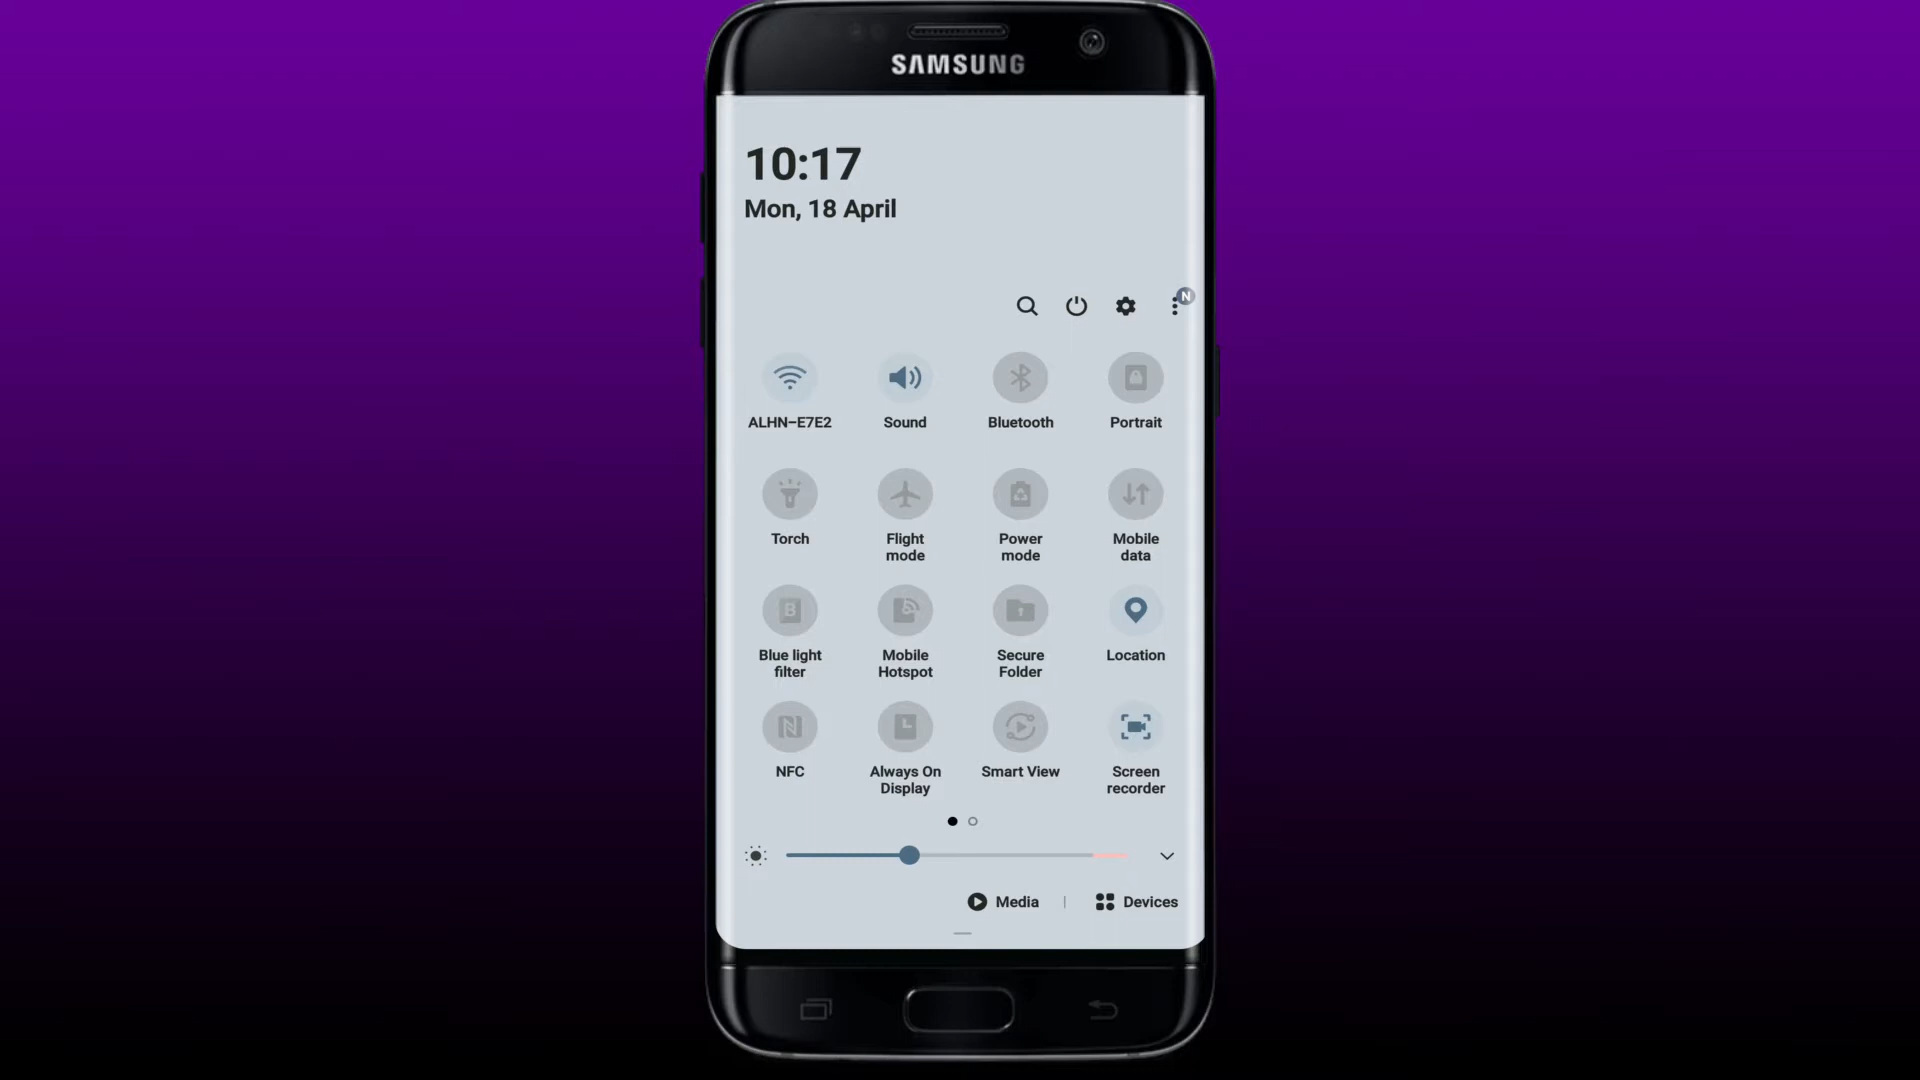 SAMSUNG
10:17
Mon, 18 April
N
ALHN-E7E2
Sound
Bluetooth
Portrait
Torch
Flight
mode
Power
mode
Mobile
data
B
Blue light
filter
Mobile
Hotspot
Secure
Folder
Location
NFC
Always On
Display
Smart View
Screen
recorder
Media
Devices